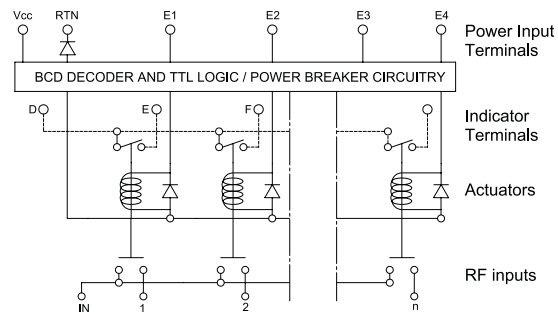 Vcc RTN E1 E2 E3 E4
Power Input
Terminals
BCD DECODER AND TTL LOGIC / POWER BREAKER CIRCUITRY
D E F
Indicator
Terminals
Actuators
RF inputs
IN 1 2 n